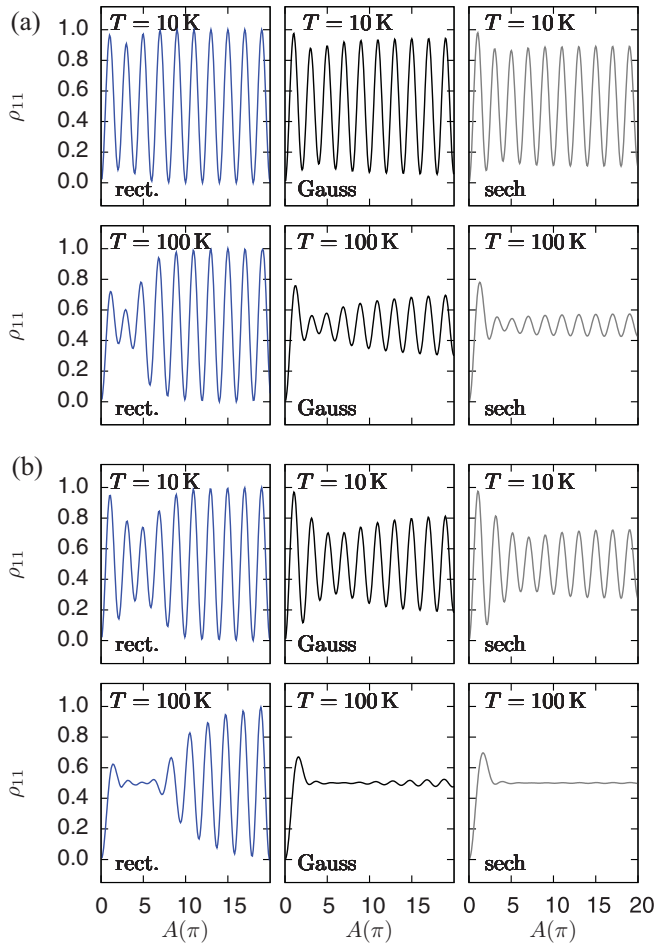 (a)
T = 10 K T = 10 K T = 10 K
ρ11 1.0 0.8 0.6 0.4 0.2 0.0
rect. Gauss sech
T = 100 K T = 100 K T = 100 K
ρ11 1.0 0.8 0.6 0.4 0.2 0.0
rect. Gauss sech
(b)
T = 10 K T = 10 K T = 10 K
ρ11 1.0 0.8 0.6 0.4 0.2 0.0
rect. Gauss sech
T = 100 K T = 100 K T = 100 K
ρ11 1.0 0.8 0.6 0.4 0.2 0.0
rect. Gauss sech
0 5 10 15 0 5 10 15 0 5 10 15 20
A(π) A(π) A(π)